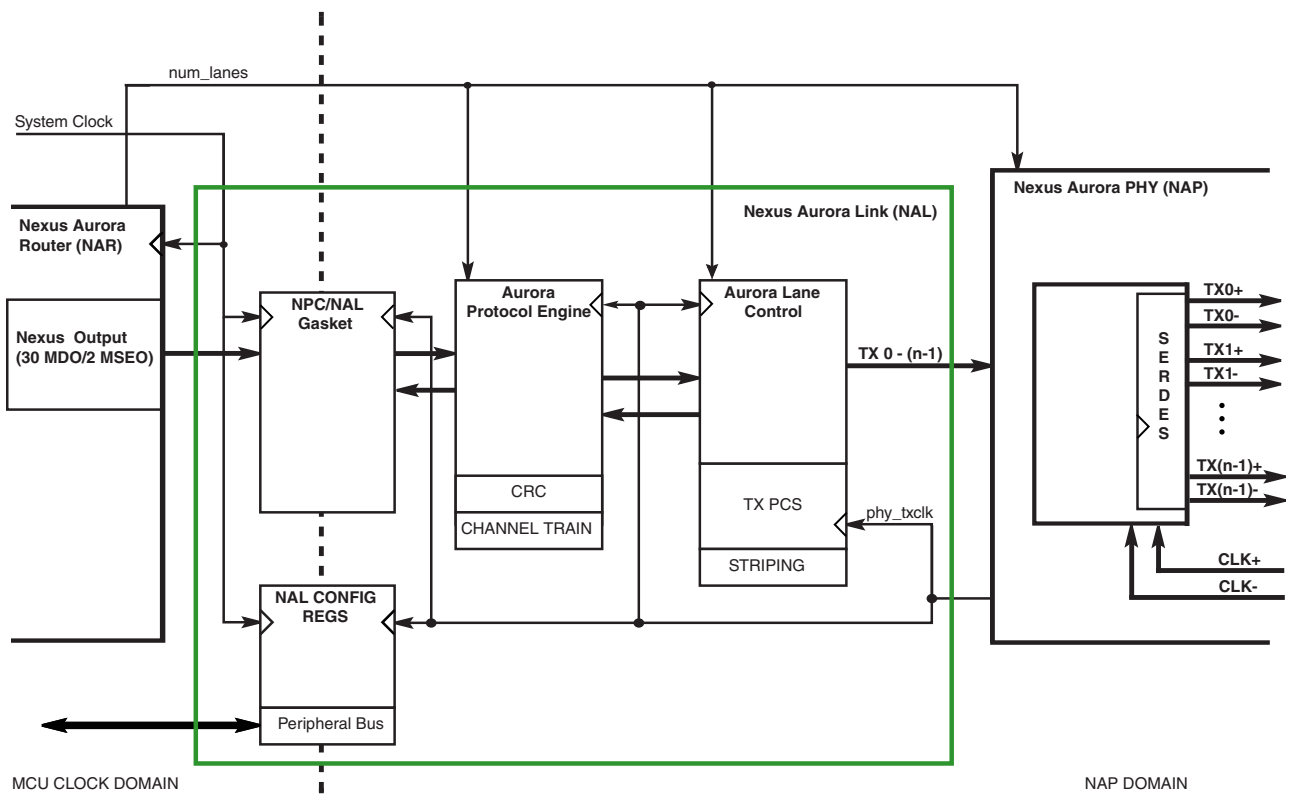 num_lanes
System Clock
Nexus Aurora PHY (NAP)
Nexus Aurora Link (NAL)
Nexus Aurora
Router (NAR)
NPC/NAL
Gasket
Aurora
Protocol Engine
Aurora Lane
Control
Nexus Output
(30 MDO/2 MSEO)
TX 0 - (n-1)
SERDES
TX0+
TX0-
TX1+
TX1-
TX(n-1)+
TX(n-1)-
CRC
CHANNEL TRAIN
TX PCS
phy_txclk
STRIPING
CLK+
CLK-
NAL CONFIG
REGS
Peripheral Bus
MCU CLOCK DOMAIN
NAP DOMAIN